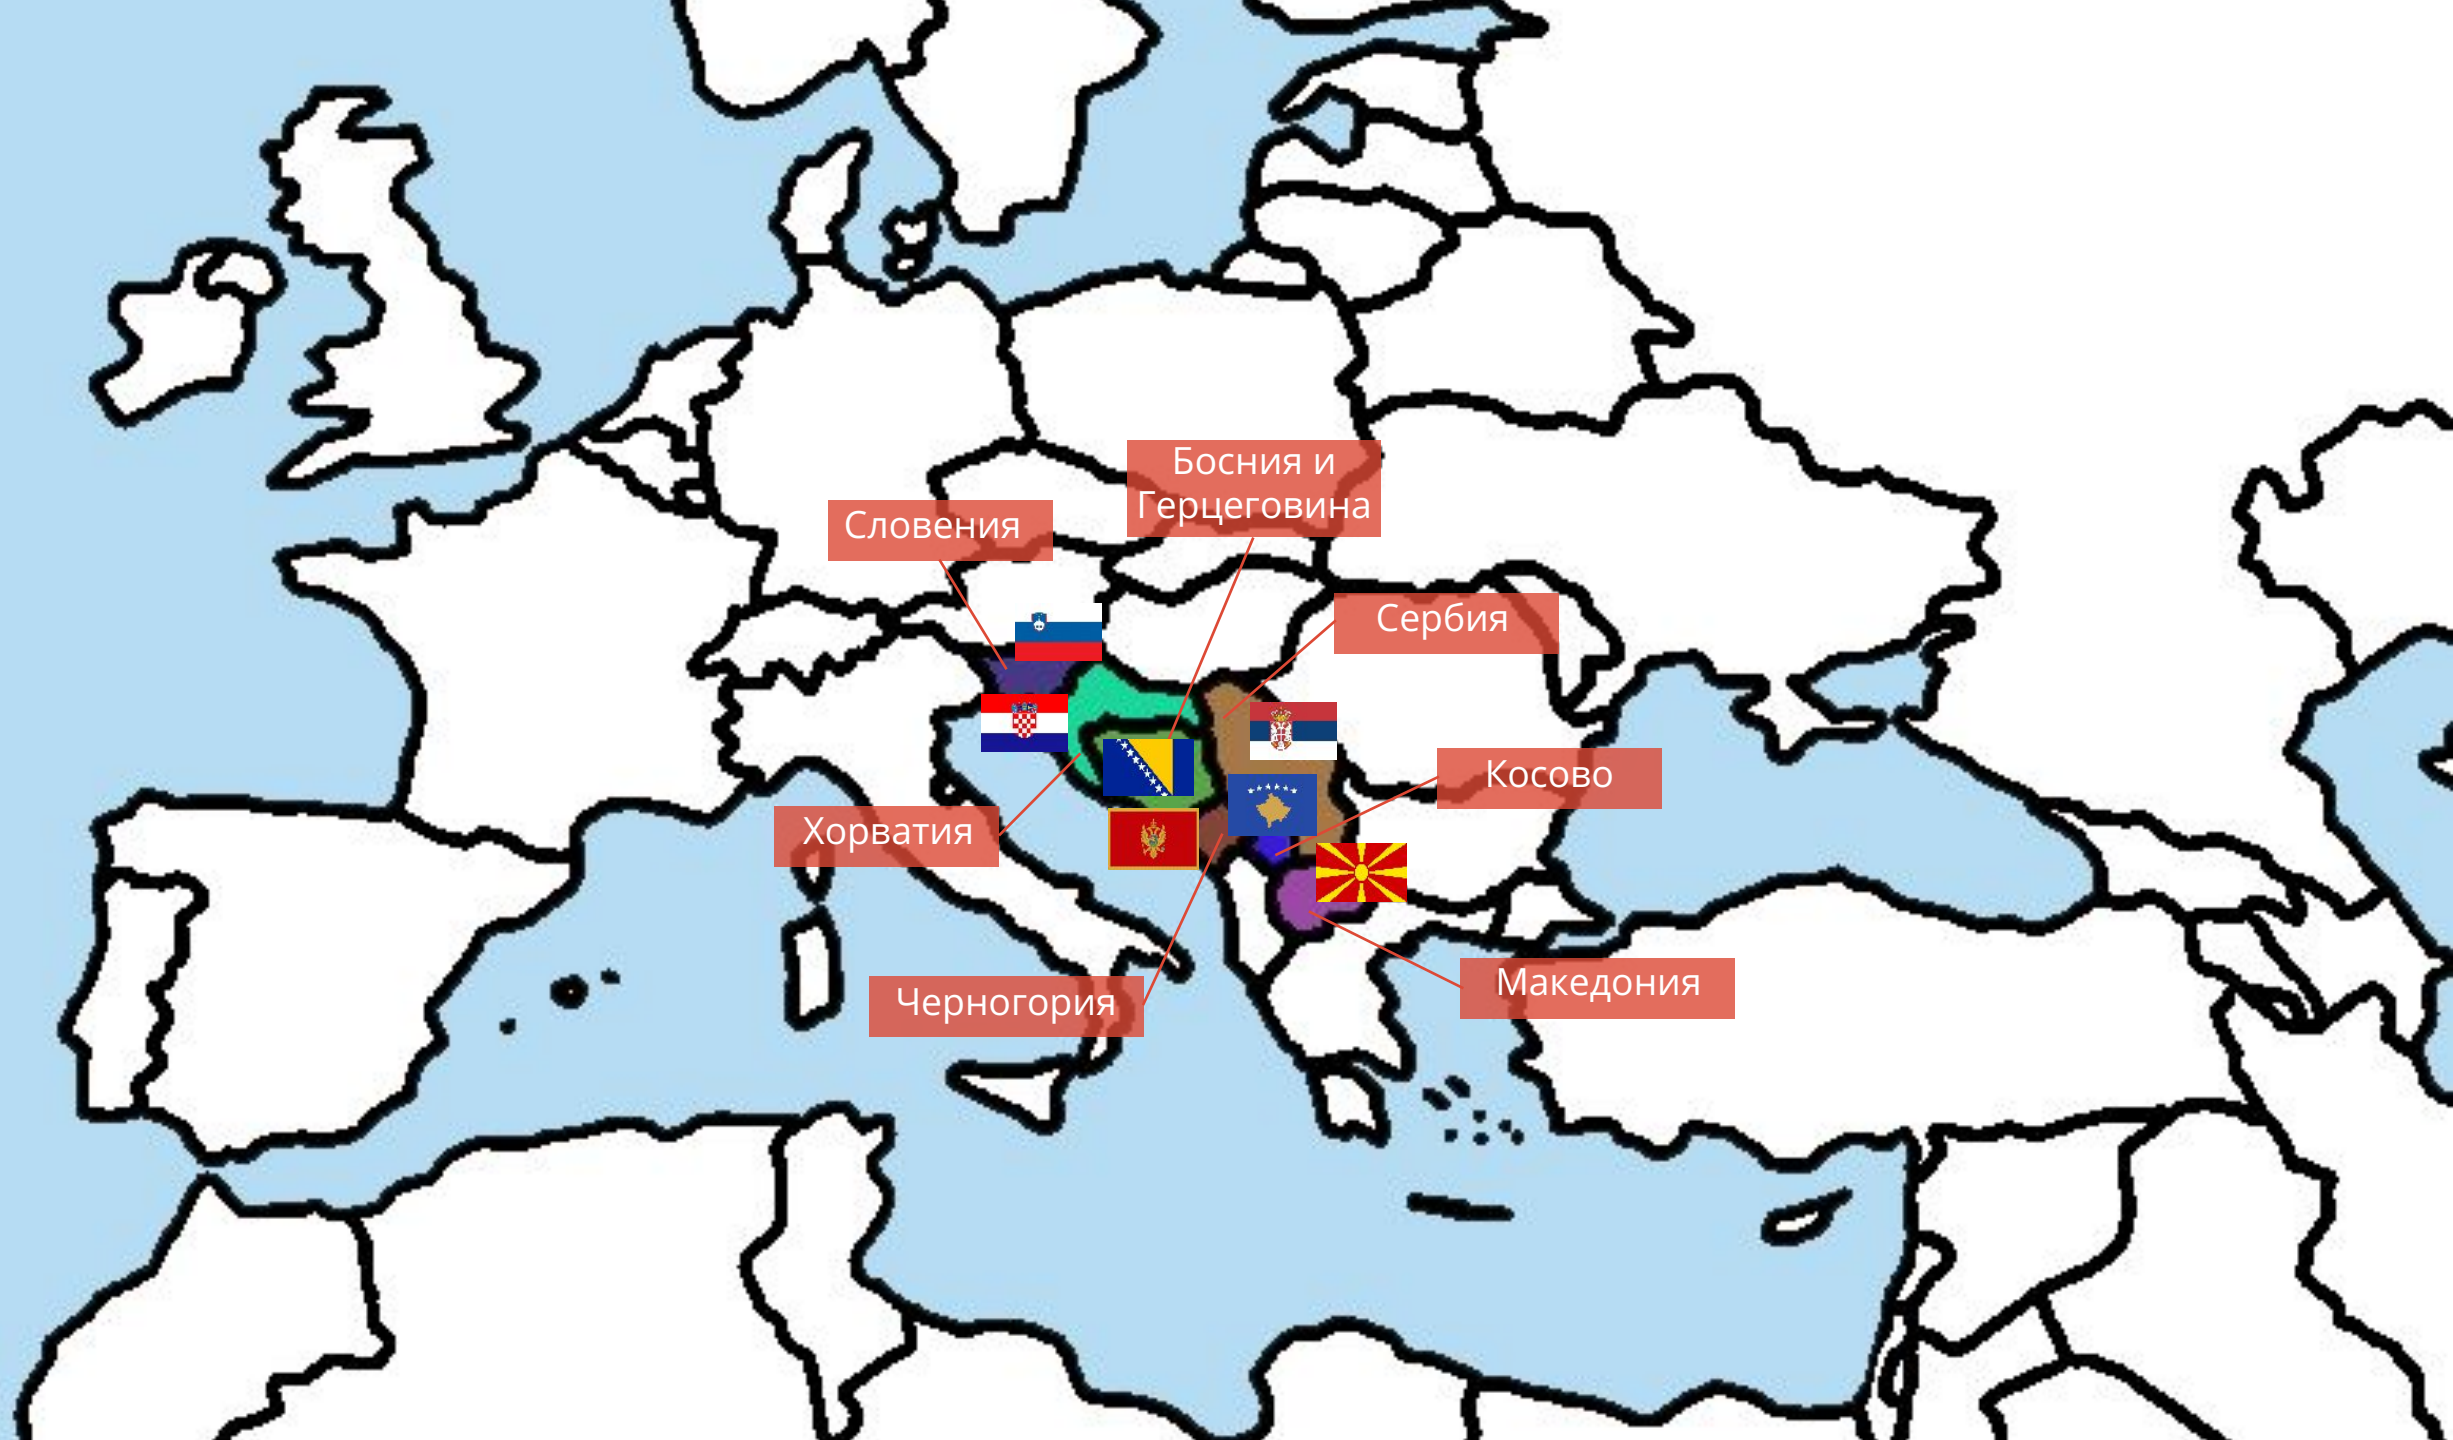 Босния и
Герцеговина
Словения
Сербия
Косово
Хорватия
Македония
Черногория